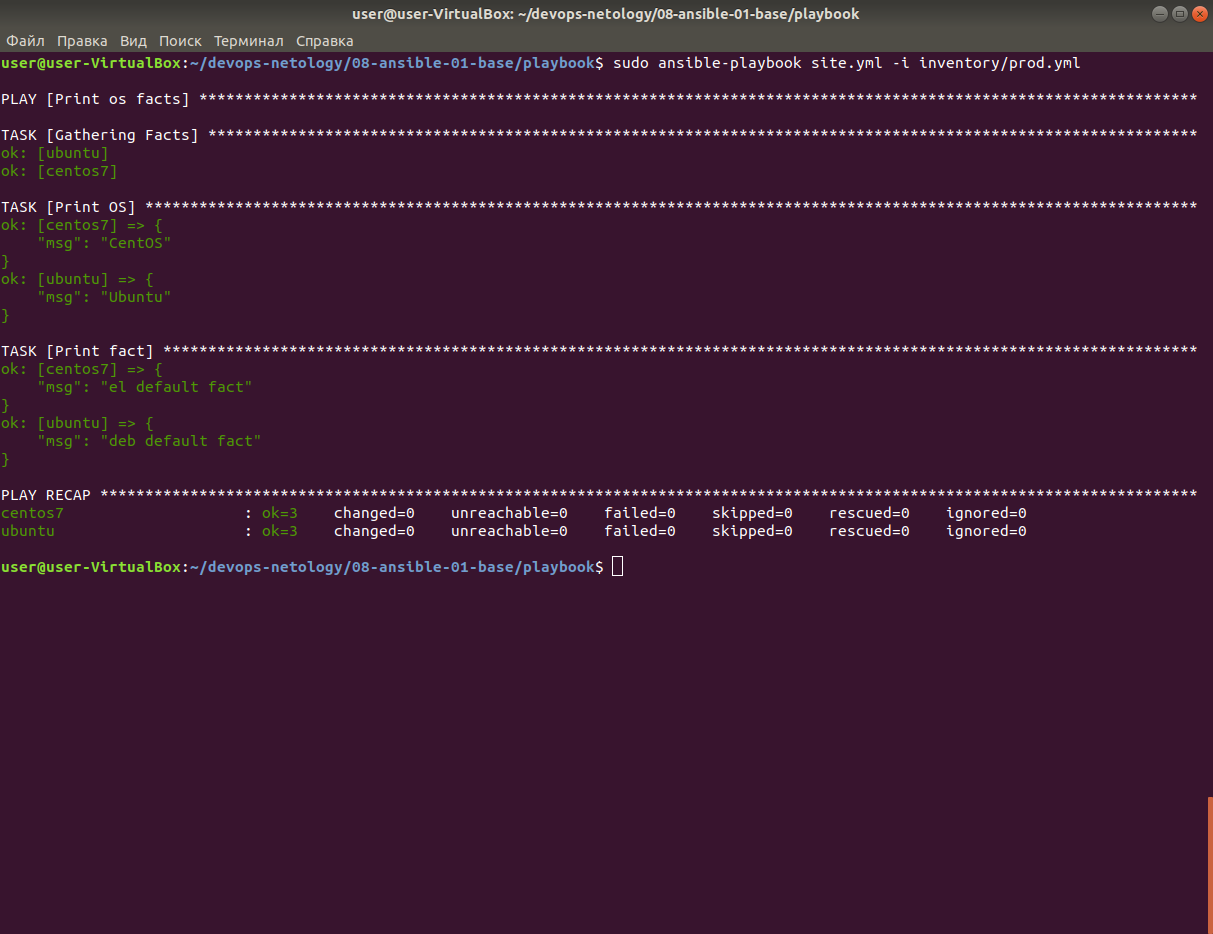 user@user-VirtualBox: ~/devops-netology/08-ansible-01-base/playbook
Файл Правка Вид Поиск Терминал Справка
user@user-VirtualBox:~/devops-netology/08-ansible-01-base/playbook$ sudo ansible-playbook site.yml -i inventory/prod.yml
PLAY [Print os facts] ***************************************************************************************************************
TASK [Gathering Facts] **************************************************************************************************************
ok: [ubuntu]
ok: [centos7]
TASK [Print OS] *********************************************************************************************************************
ok: [centos7] => {
    "msg": "CentOS"
}
ok: [ubuntu] => {
    "msg": "Ubuntu"
}
TASK [Print fact] *******************************************************************************************************************
ok: [centos7] => {
    "msg": "el default fact"
}
ok: [ubuntu] => {
    "msg": "deb default fact"
}
PLAY RECAP **************************************************************************************************************************
centos7                    : ok=3    changed=0    unreachable=0    failed=0    skipped=0    rescued=0    ignored=0
ubuntu                     : ok=3    changed=0    unreachable=0    failed=0    skipped=0    rescued=0    ignored=0
user@user-VirtualBox:~/devops-netology/08-ansible-01-base/playbook$